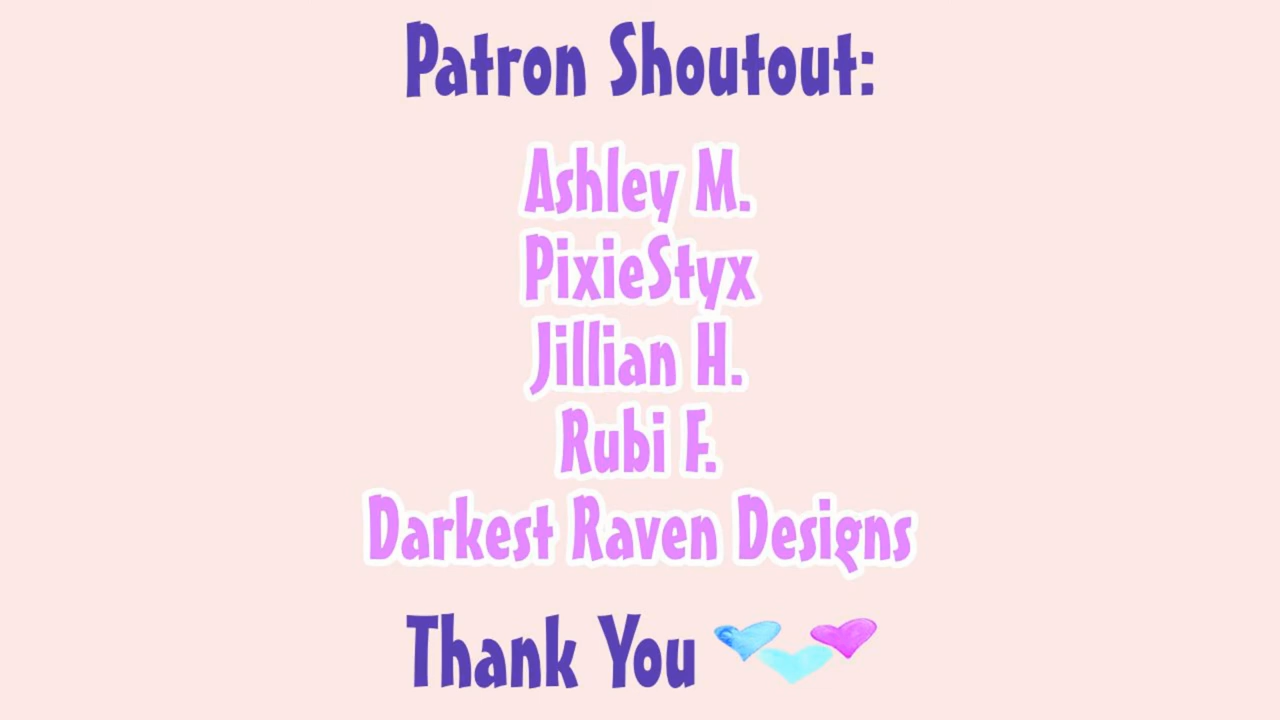 Patron Shoutout:
Ashley M.
PixieStyx
Jillian H.
Rubi F.
Darkest Raven Designs
Thank You